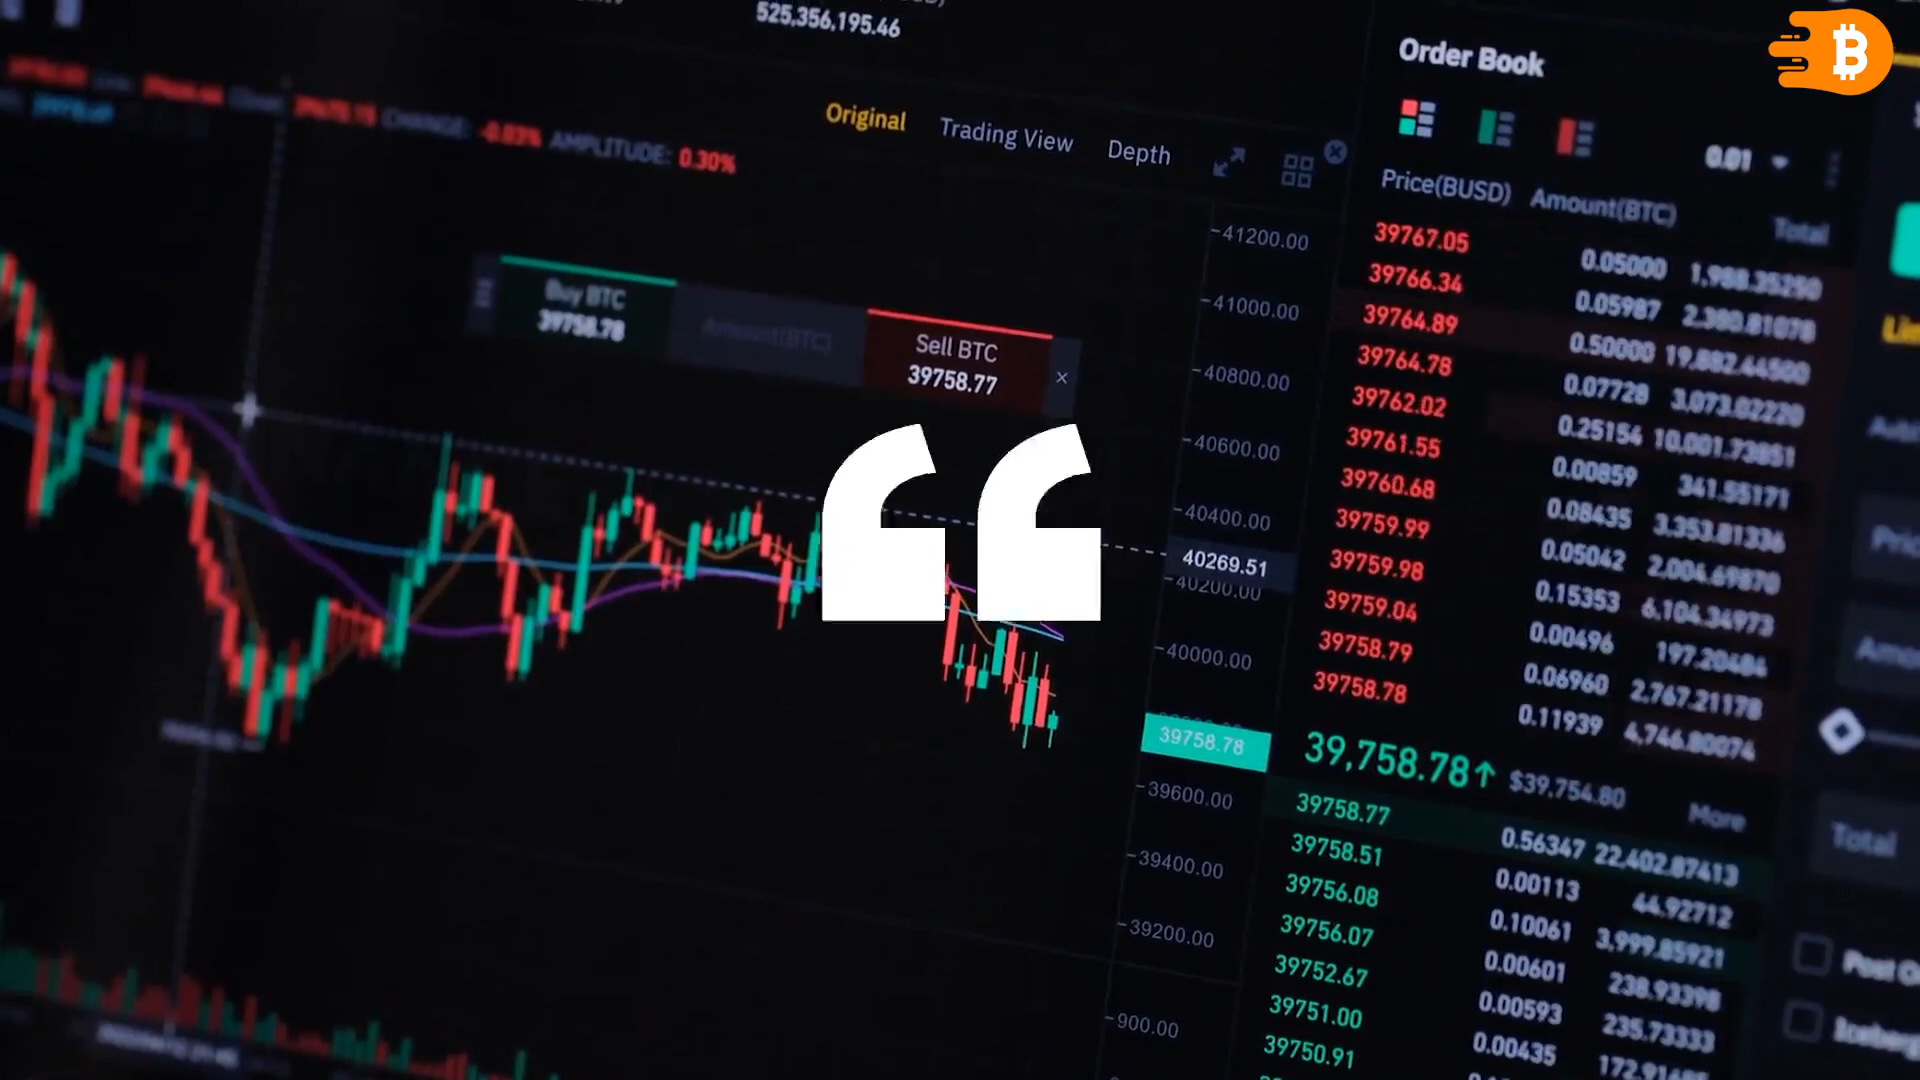 525,356,195.46
CHANGE: -0.83% AMPLITUDE: 0.30%
Original Trading View Depth
Buy BTC
39758.78
Amount(BTC)
Sell BTC
39758.77
41200.00
41000.00
40800.00
40600.00
40400.00
40269.51
40200.00
40000.00
39758.78
39600.00
39400.00
39200.00
900.00
Order Book
0.01
Price(BUSD) Amount(BTC) Total
39767.05 0.05000 1,988.35250
39766.34 0.05987 2,380.81078
39764.89 0.50000 19,882.44500
39764.78 0.07728 3,073.02220
39762.02 0.25154 10,001.73851
39761.55 0.00859 341.55171
39760.68 0.08435 3,353.81336
39759.99 0.05042 2,004.69870
39759.98 0.15353 6,104.34973
39759.04 0.00496 197.20484
39758.79 0.06960 2,767.21178
39758.78 0.11939 4,746.80074
39,758.78↑ $39,754.80 More
39758.77 0.56347 22,402.87413
39758.51 0.00113 44.92712
39756.08 0.10061 3,999.85921
39756.07 0.00601 238.93398
39752.67 0.00593 235.73333
39751.00 0.00435
39750.91
Total
Post
“